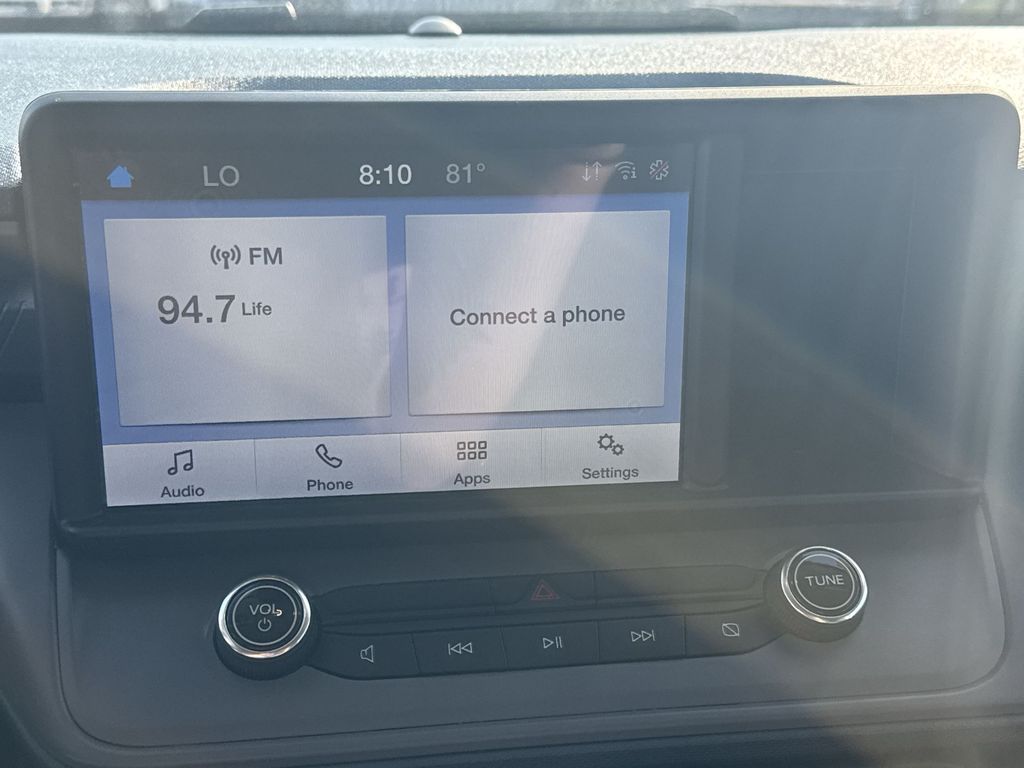 LO 8:10 81°
FM
94.7 Life
Connect a phone
Audio Phone Apps Settings
VOL
TUNE